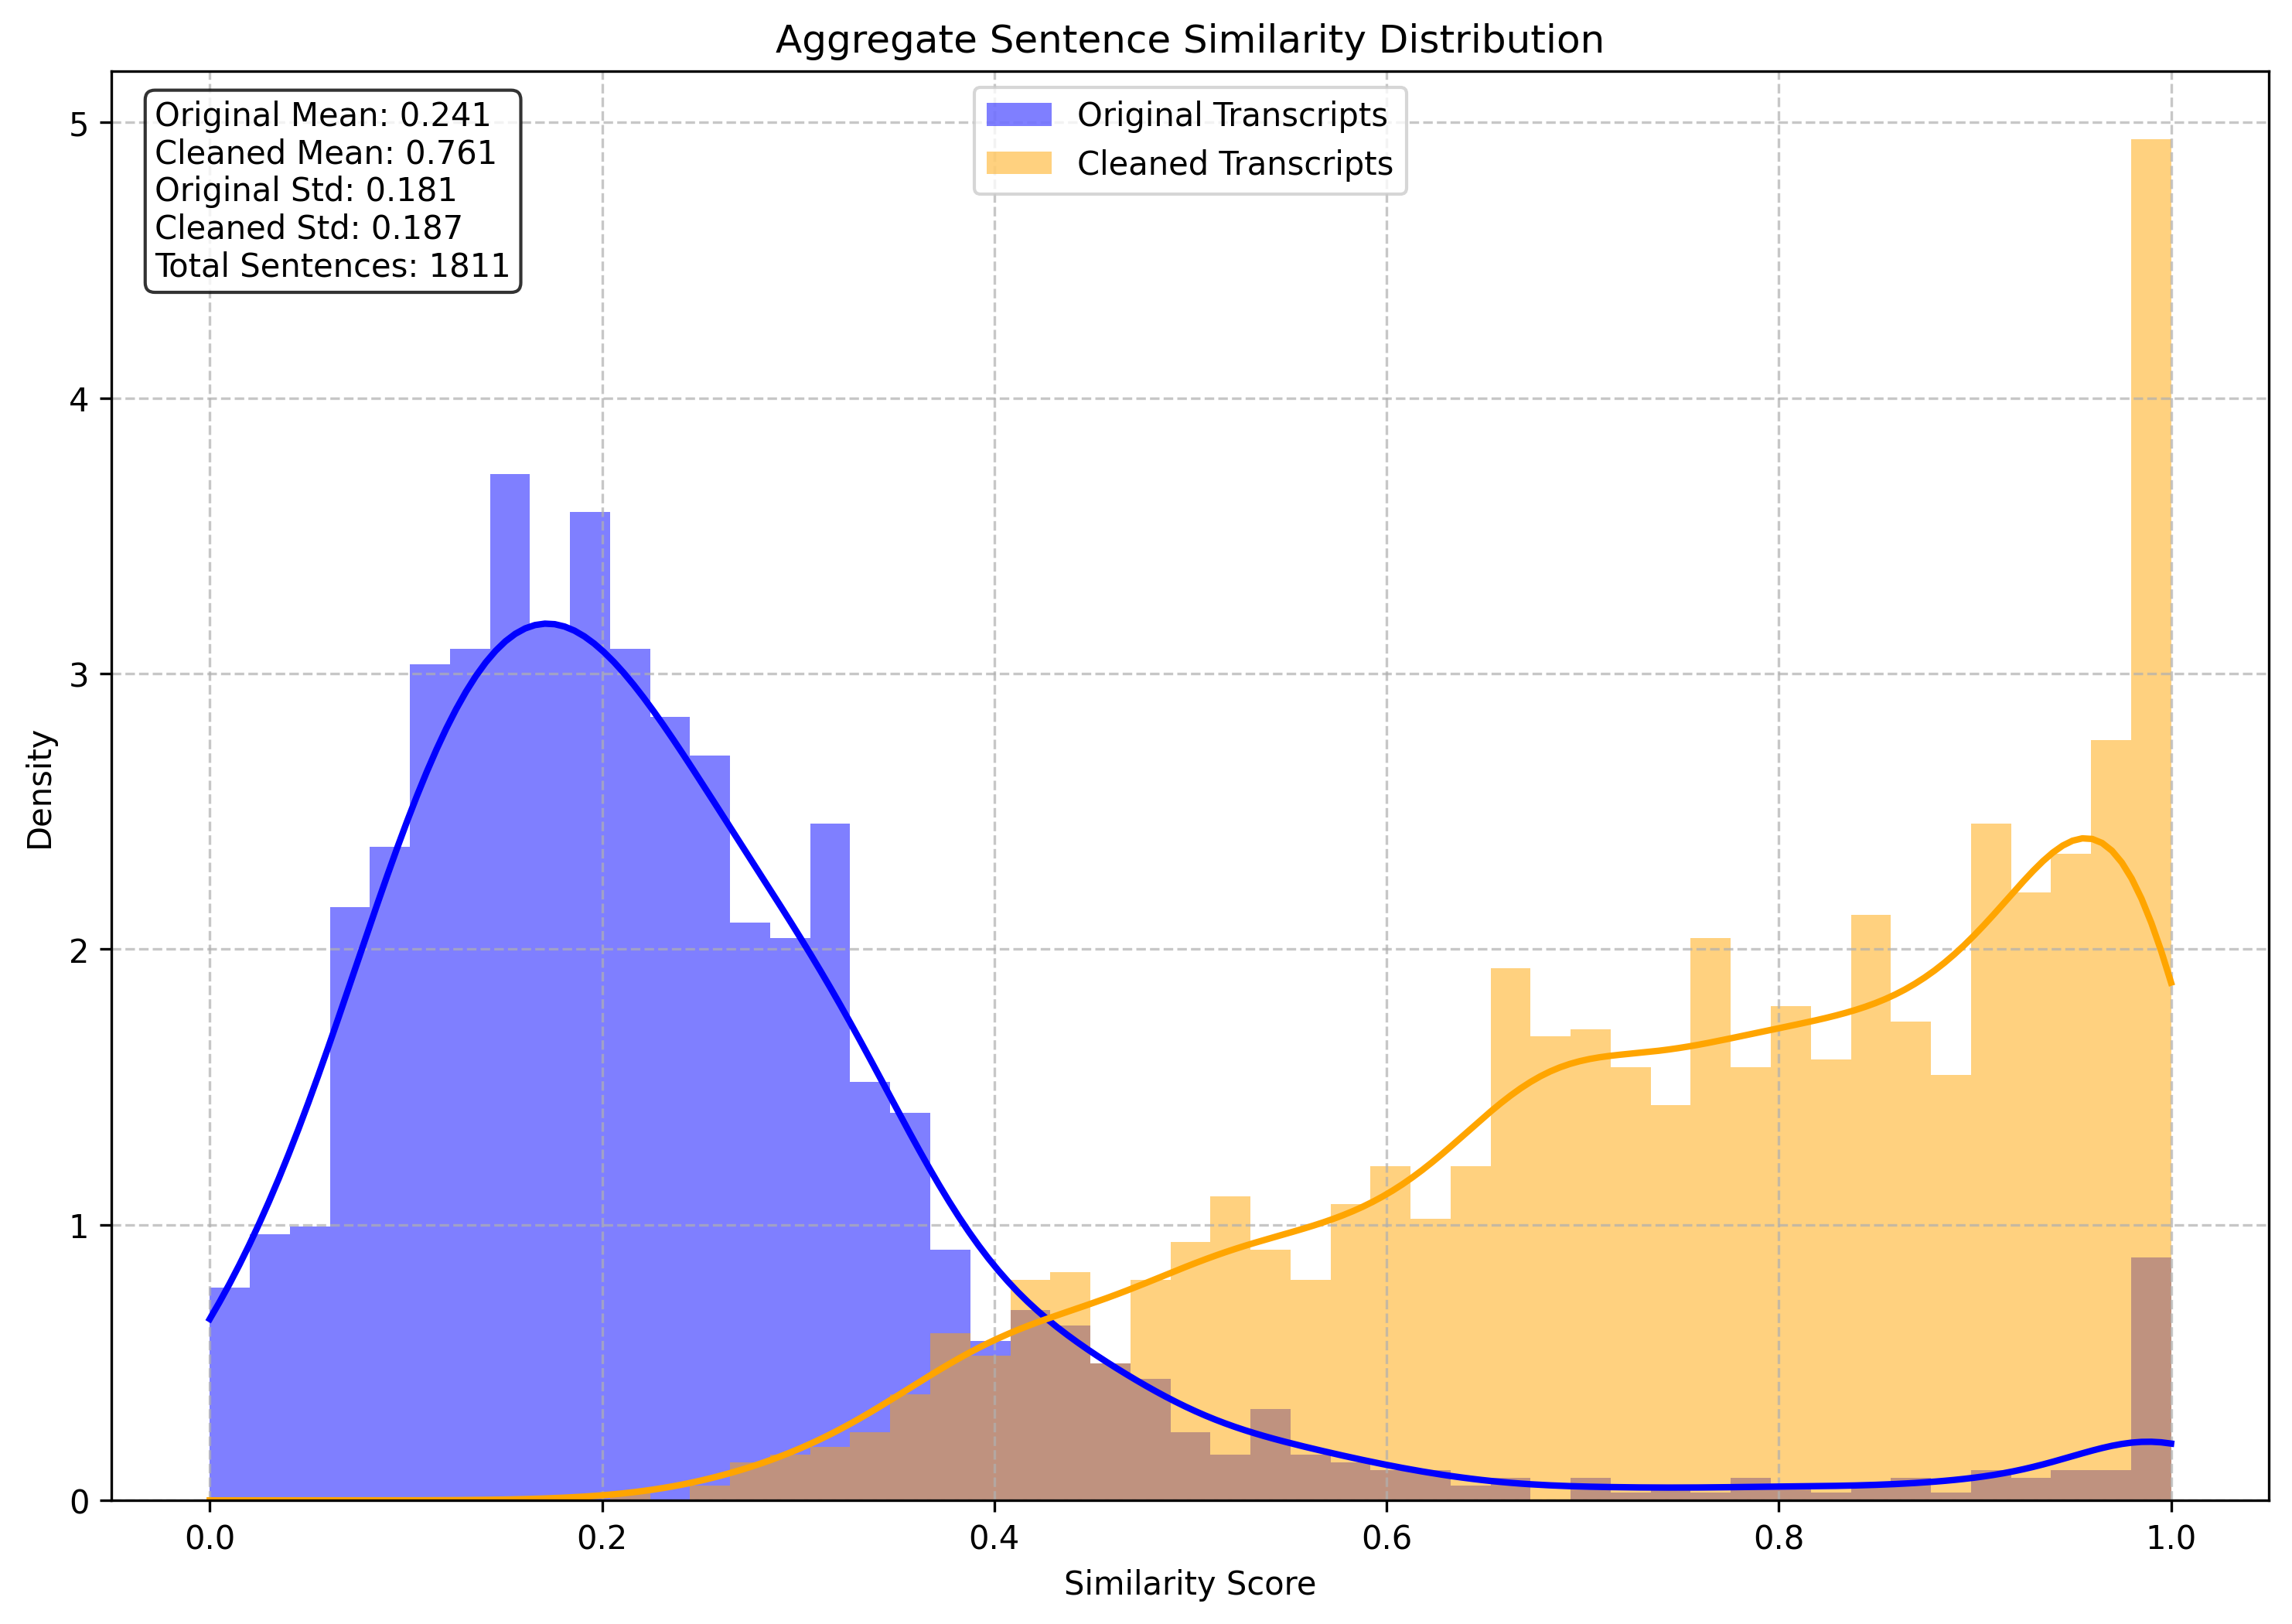 Aggregate Sentence Similarity Distribution
Original Mean: 0.241
Cleaned Mean: 0.761
Original Std: 0.181
Cleaned Std: 0.187
Total Sentences: 1811
Original Transcripts
Cleaned Transcripts
Density
5
4
3
2
1
0
0.0 0.2 0.4 0.6 0.8 1.0
Similarity Score